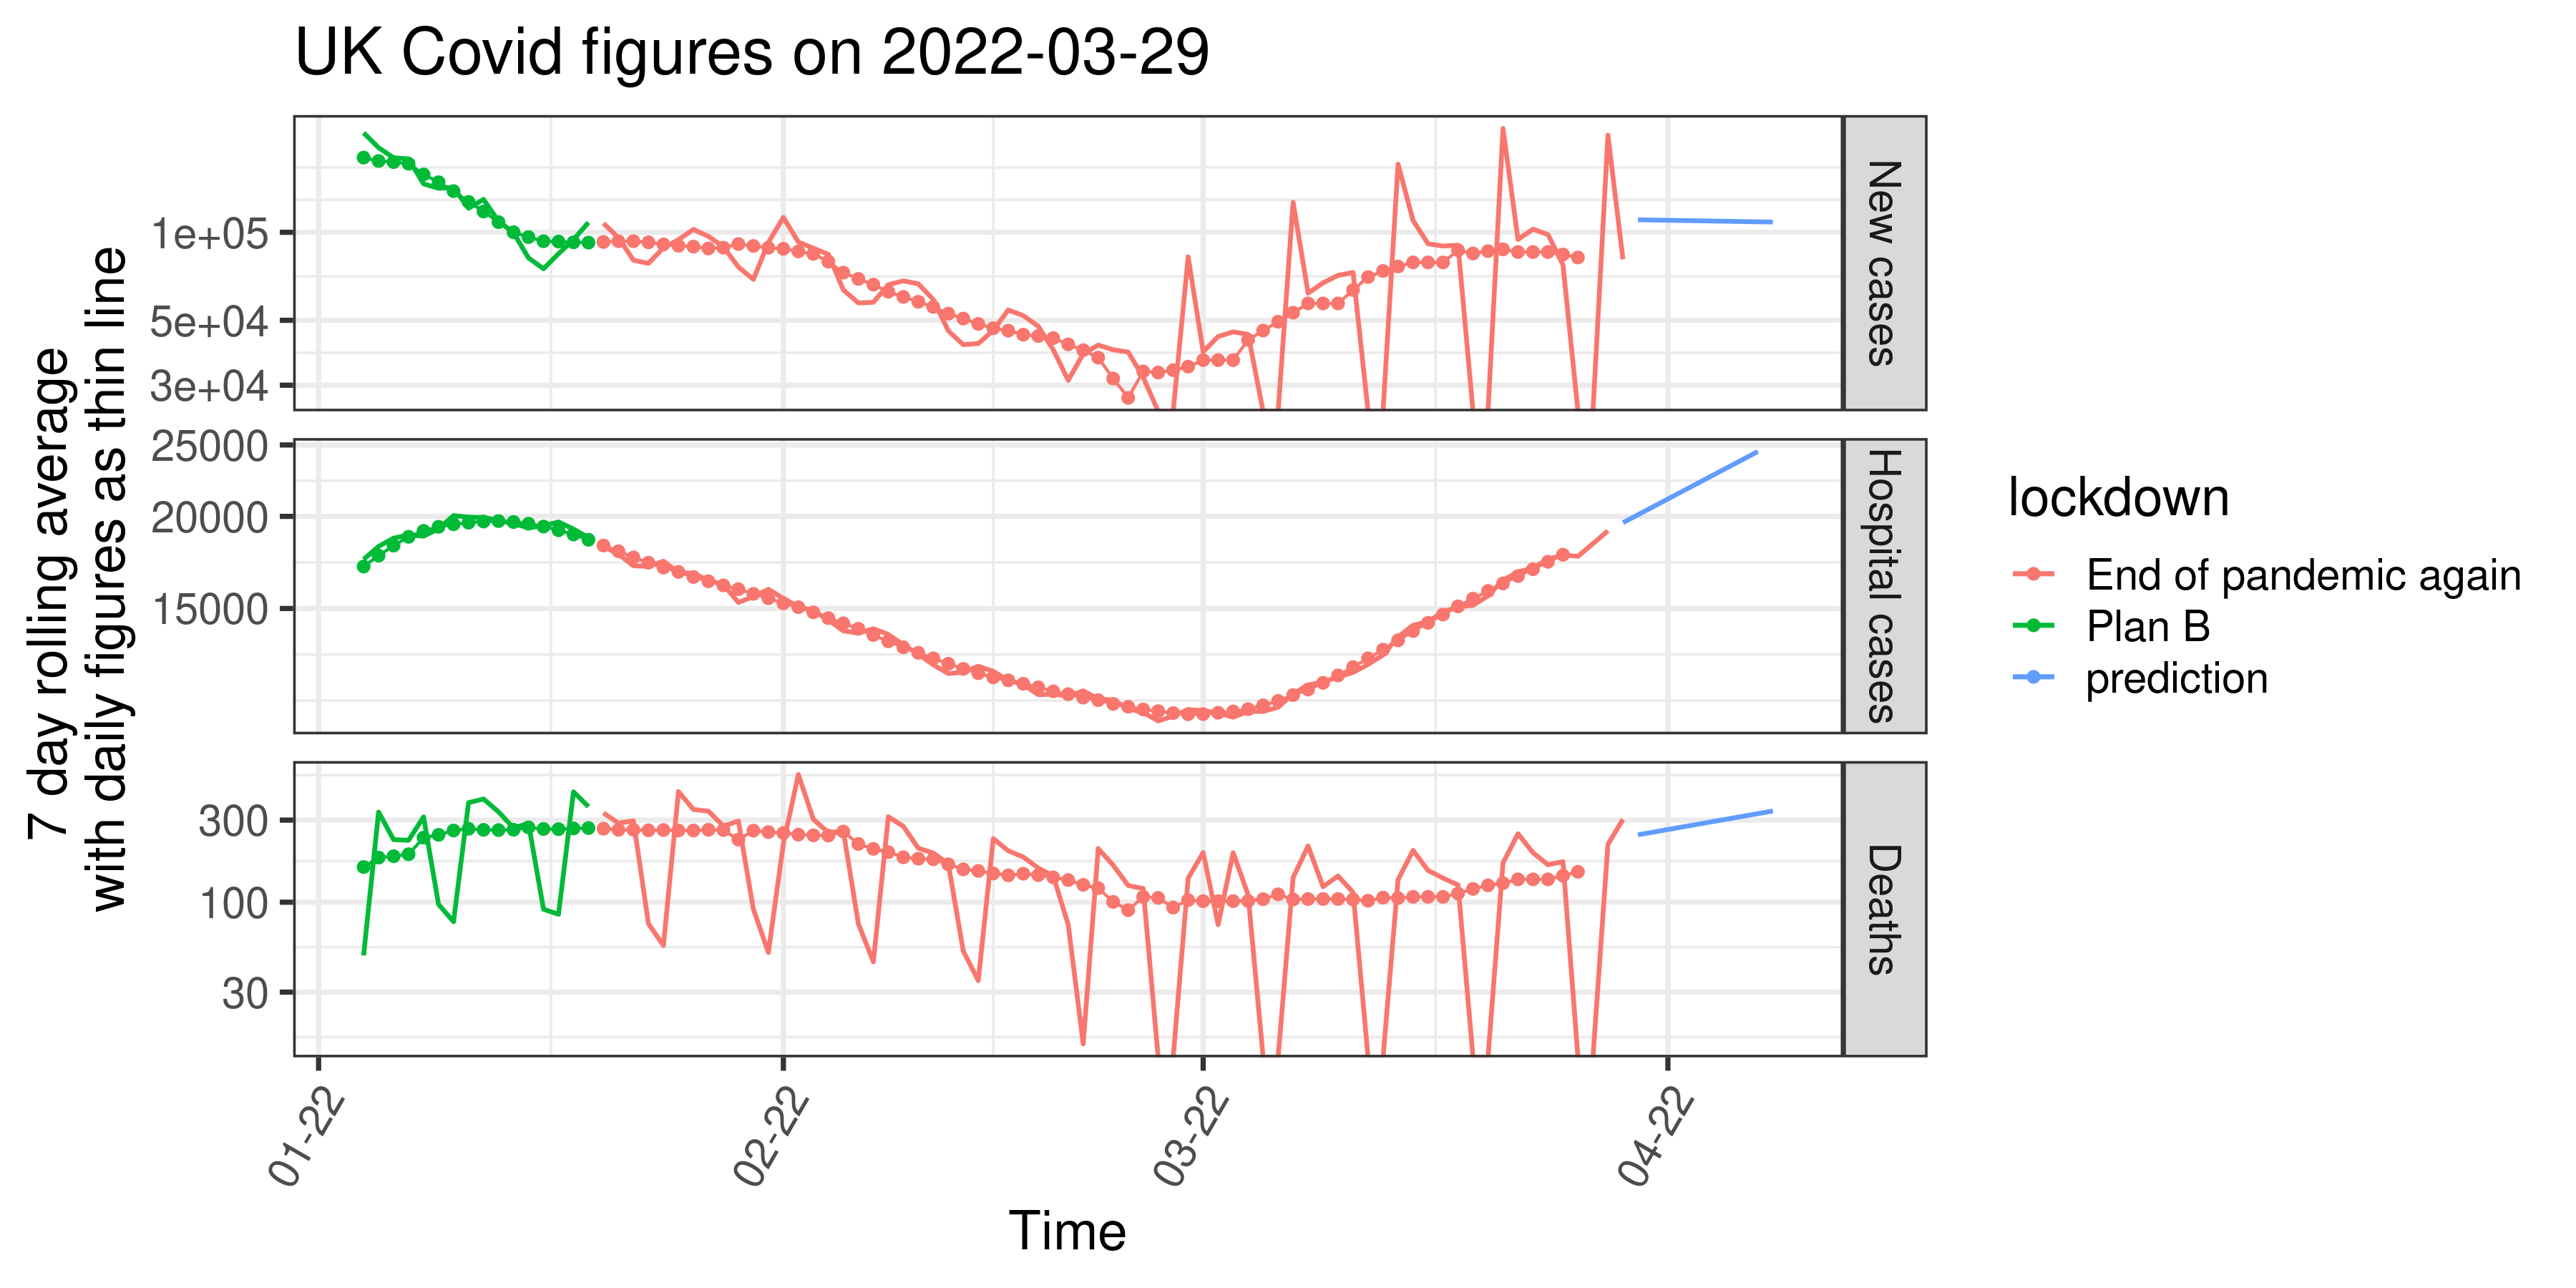 UK Covid figures on 2022-03-29
7 day rolling average
with daily figures as thin line
1e+05
5e+04
3e+04
New cases
25000
20000
15000
Hospital cases
300
100
30
Deaths
01-22
02-22
03-22
04-22
Time
lockdown
End of pandemic again
Plan B
prediction